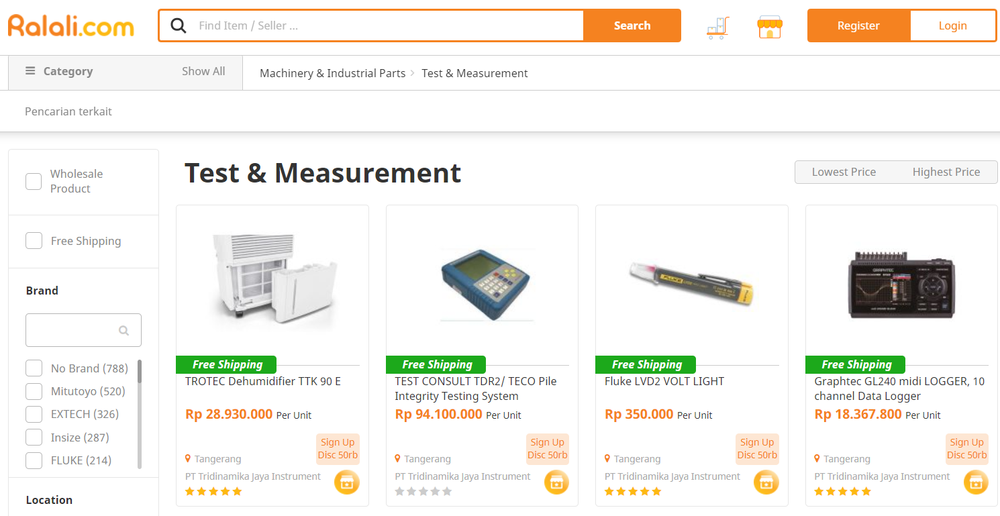 Ralali.com
Find Item / Seller ...
Search
Register
Login
Category
Show All
Machinery & Industrial Parts
Test & Measurement
Pencarian terkait
Wholesale
Product
Free Shipping
Brand
No Brand (788)
Mitutoyo (520)
EXTECH (326)
Insize (287)
FLUKE (214)
Location
Test & Measurement
Lowest Price
Highest Price
Free Shipping
TROTEC Dehumidifier TTK 90 E
Rp 28.930.000 Per Unit
Sign Up
Disc 50rb
Tangerang
PT Tridinamika Jaya Instrument
Free Shipping
TEST CONSULT TDR2/ TECO Pile
Integrity Testing System
Rp 94.100.000 Per Unit
Sign Up
Disc 50rb
Tangerang
PT Tridinamika Jaya Instrument
FLUKE
Free Shipping
Fluke LVD2 VOLT LIGHT
Rp 350.000 Per Unit
Sign Up
Disc 50rb
Tangerang
PT Tridinamika Jaya Instrument
GRAPHTEC
Free Shipping
Graphtec GL240 midi LOGGER, 10
channel Data Logger
Rp 18.367.800 Per Unit
Sign Up
Disc 50rb
Tangerang
PT Tridinamika Jaya Instrument